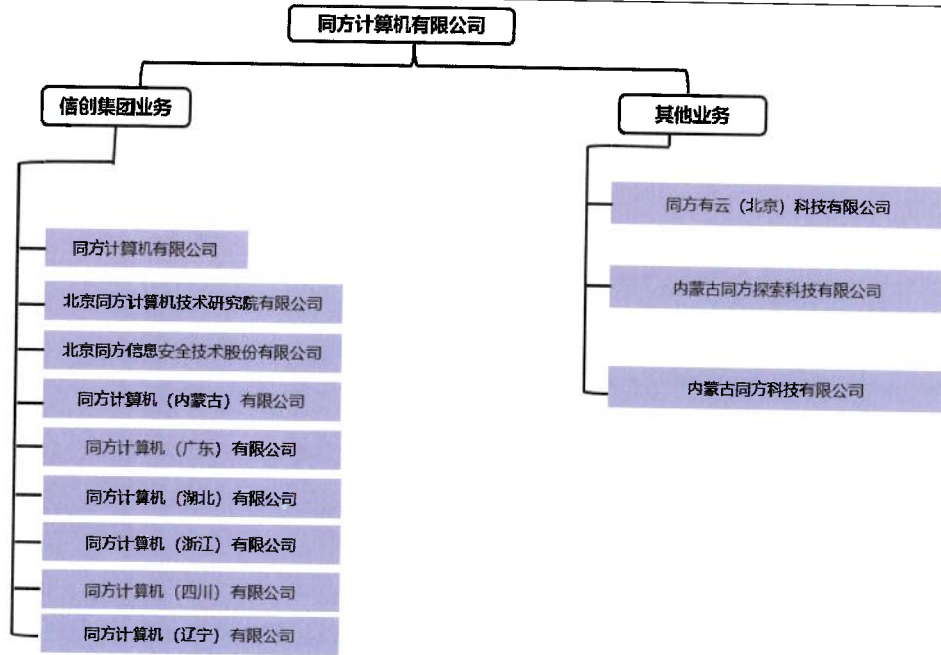 同方计算机有限公司
信创集团业务
同方计算机有限公司
北京同方计算机技术研究院有限公司
北京同方信息安全技术股份有限公司
同方计算机（内蒙古）有限公司
同方计算机（广东）有限公司
同方计算机（湖北）有限公司
同方计算机（浙江）有限公司
同方计算机（四川）有限公司
同方计算机（辽宁）有限公司
其他业务
同方有云（北京）科技有限公司
内蒙古同方探索科技有限公司
内蒙古同方科技有限公司